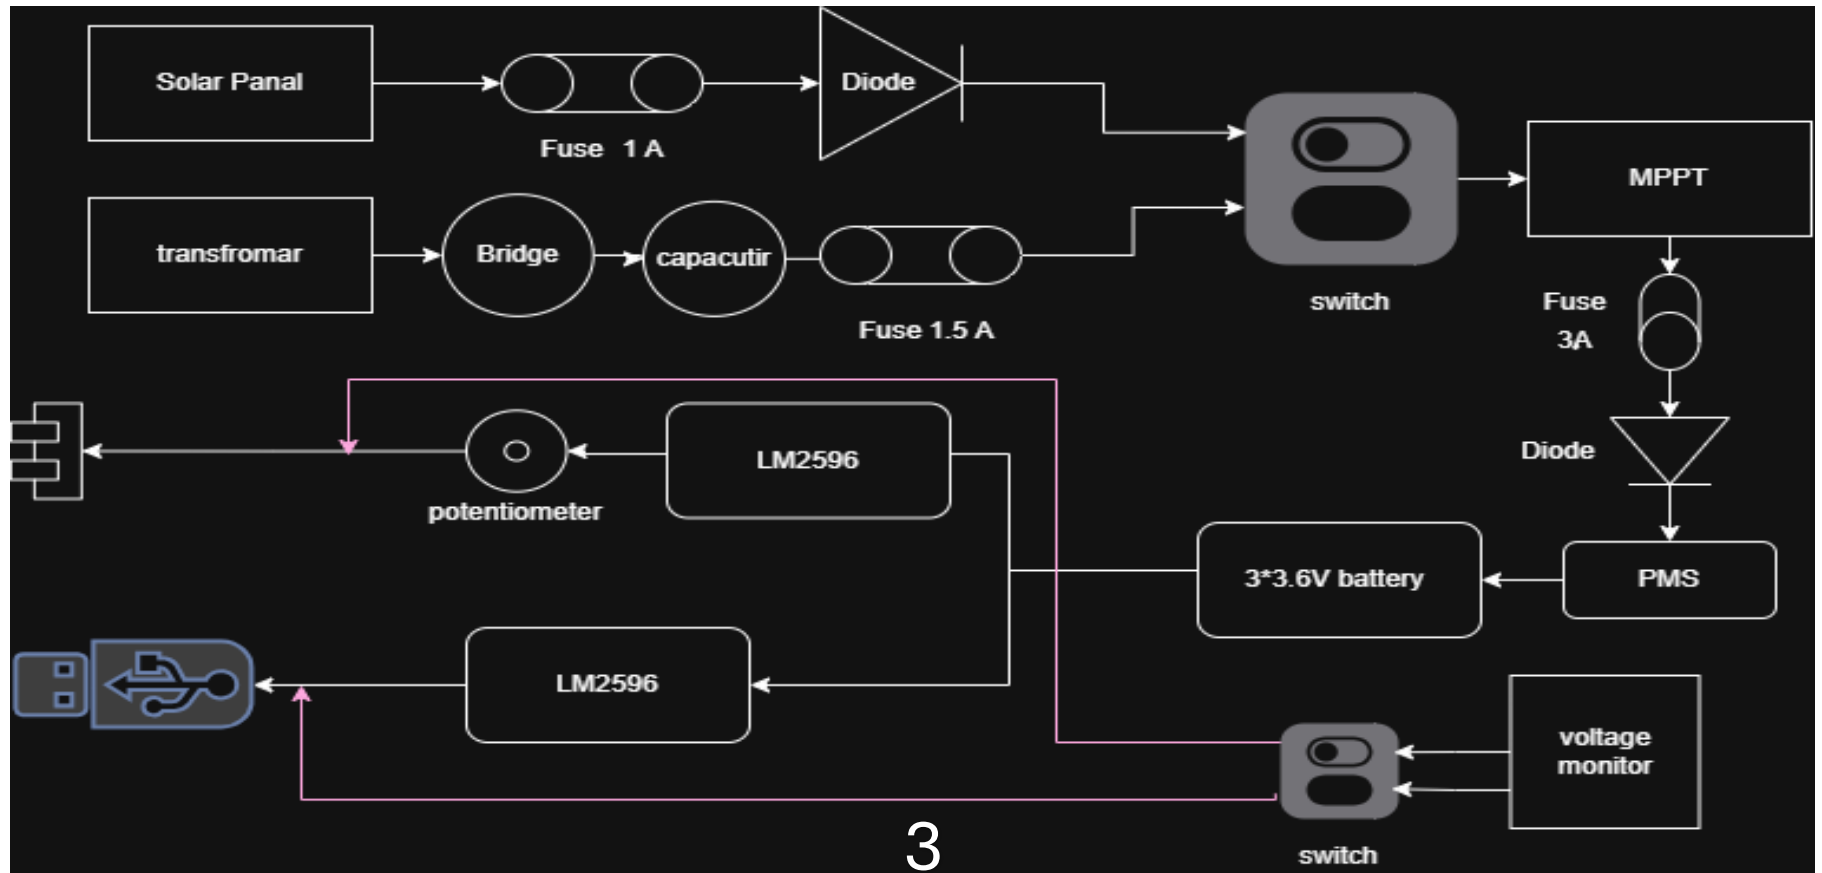 Solar Panal
Diode
Fuse 1 A
MPPT
transfromar
Bridge
capacutir
Fuse 1.5 A
switch
Fuse
3A
LM2596
potentiometer
Diode
3*3.6V battery
PMS
LM2596
voltage
monitor
switch
3